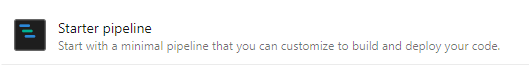 Starter pipeline
Start with a minimal pipeline that you can customize to build and deploy your code.